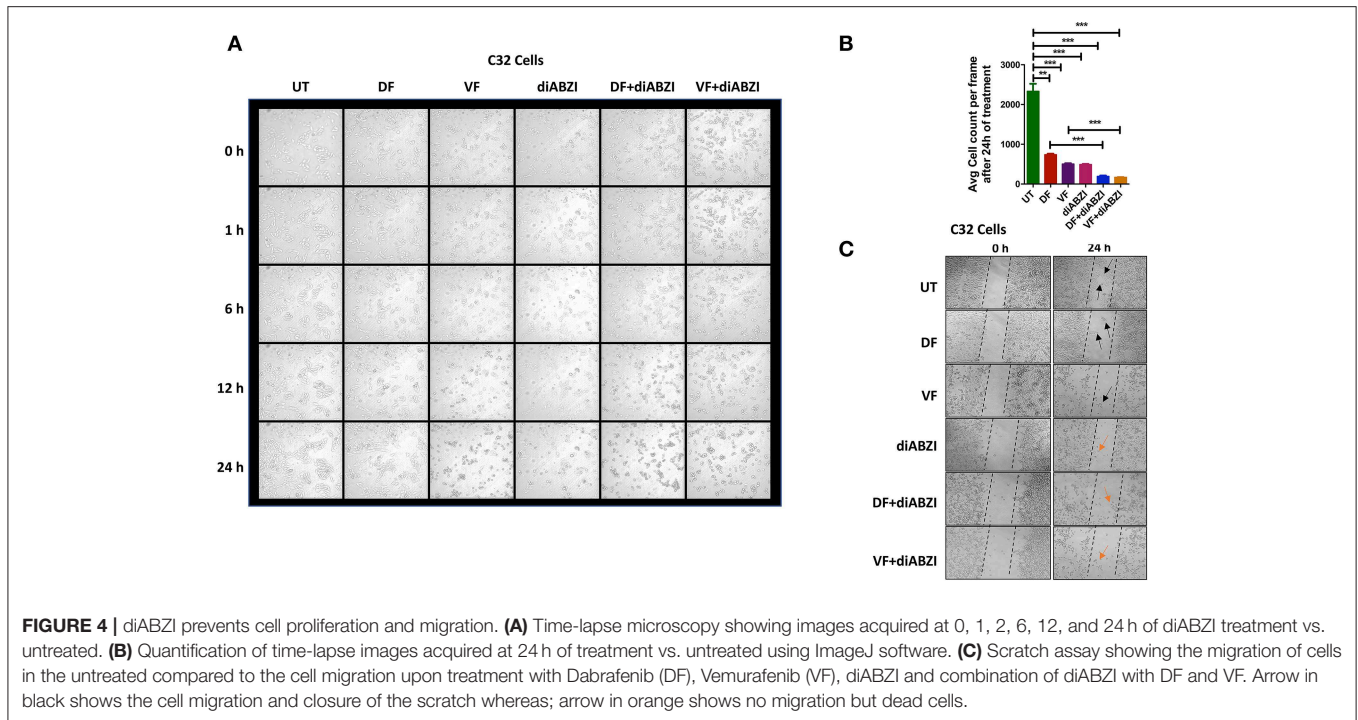 A
C32 Cells
UT DF VF diABZI DF+diABZI VF+diABZI
0 h
1 h
6 h
12 h
24 h
B
***
***
***
***
**
***
***
Avg Cell count per frame
after 24h of treatment
3000
2000
1000
0
UT DF VF diABZI DF+diABZI VF+diABZI
C32 Cells
C
0 h 24 h
UT
DF
VF
diABZI
DF+diABZI
VF+diABZI
FIGURE 4 | diABZI prevents cell proliferation and migration. (A) Time-lapse microscopy showing images acquired at 0, 1, 2, 6, 12, and 24 h of diABZI treatment vs.
untreated. (B) Quantification of time-lapse images acquired at 24 h of treatment vs. untreated using ImageJ software. (C) Scratch assay showing the migration of cells
in the untreated compared to the cell migration upon treatment with Dabrafenib (DF), Vemurafenib (VF), diABZI and combination of diABZI with DF and VF. Arrow in
black shows the cell migration and closure of the scratch whereas; arrow in orange shows no migration but dead cells.